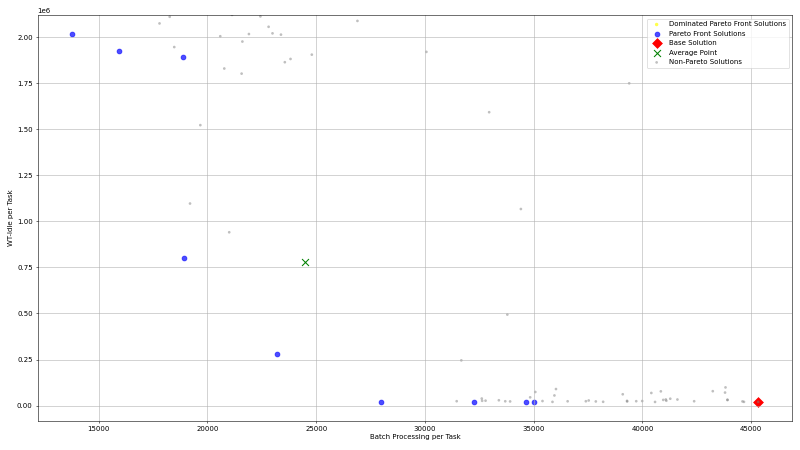 1e6
2.00
1.75
1.50
1.25
1.00
0.75
0.50
0.25
0.00
WT-Idle per Task
15000 20000 25000 30000 35000 40000 45000
Batch Processing per Task
Dominated Pareto Front Solutions
Pareto Front Solutions
Base Solution
Average Point
Non-Pareto Solutions